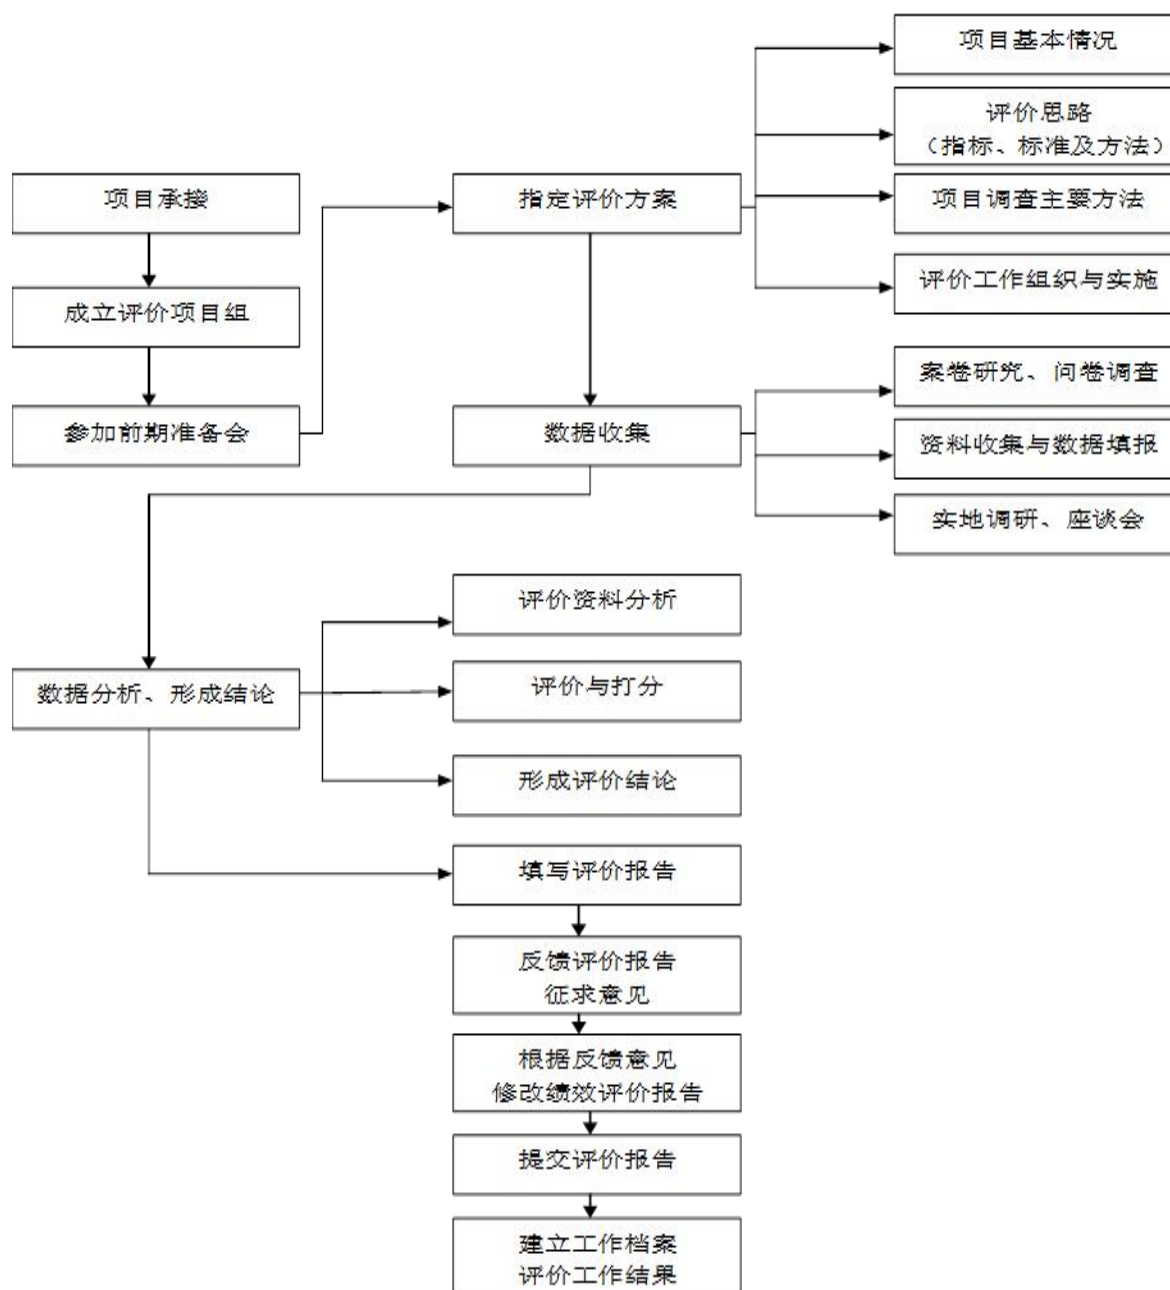 项目承接
成立评价项目组
参加前期准备会
指定评价方案
项目基本情况
评价思路
（指标、标准及方法）
项目调查主要方法
评价工作组织与实施
数据收集
案卷研究、问卷调查
资料收集与数据填报
实地调研、座谈会
数据分析、形成结论
评价资料分析
评价与打分
形成评价结论
填写评价报告
反馈评价报告
征求意见
根据反馈意见
修改绩效评价报告
提交评价报告
建立工作档案
评价工作结果